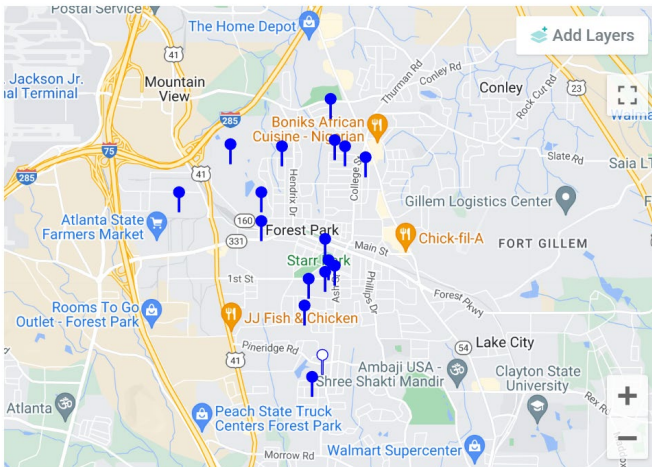 Postal Service
The Home Depot
Add Layers
41
Jackson Jr.
nal Terminal
Mountain
View
Thurman Rd
Conley Rd
Conley
Rock Cut Rd
23
285
Boniks African
Cuisine - Nigerian
75
285
41
Hendrix Dr
College S
Slate Rd
Saia LT
Gillem Logistics Center
Atlanta State
Farmers Market
160
331
Forest Park
Main St
Chick-fil-A
FORT GILLEM
Starr Park
1st St
Ash St
Phillips Dr
Forest Pkwy
Rooms To Go
Outlet - Forest Park
JJ Fish & Chicken
Pineridge Rd
41
54
Lake City
Ambaji USA -
Shree Shakti Mandir
Clayton State
University
Rex R
Atlanta
Peach State Truck
Centers Forest Park
Walmart Supercenter
Morrow Rd